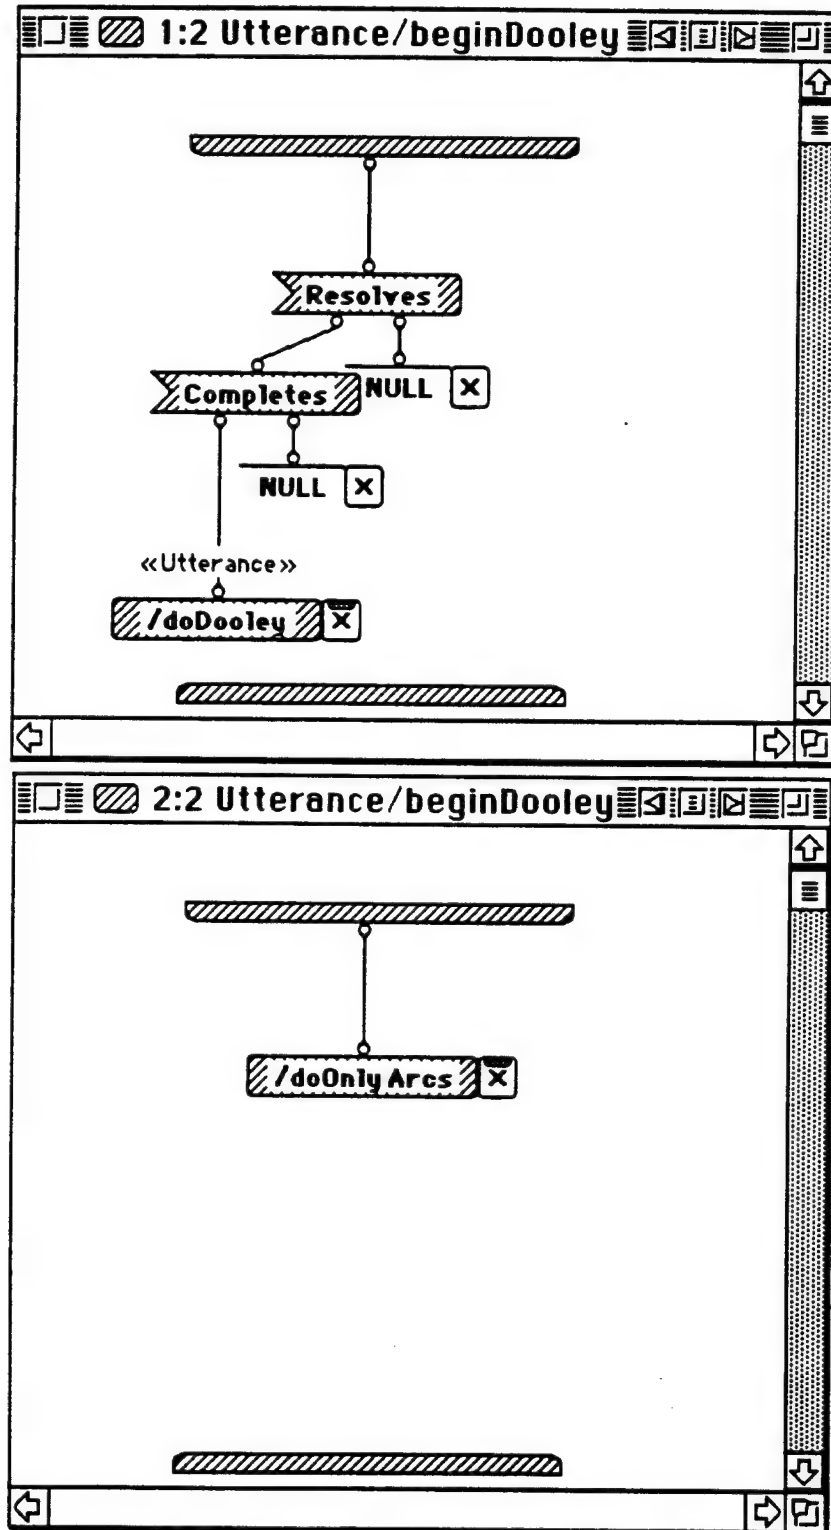 1:2 Utterance/beginDooley
Resolves
Completes
NULL
NULL
«Utterance»
/doDooley
2:2 Utterance/beginDooley
/doOnly Arcs